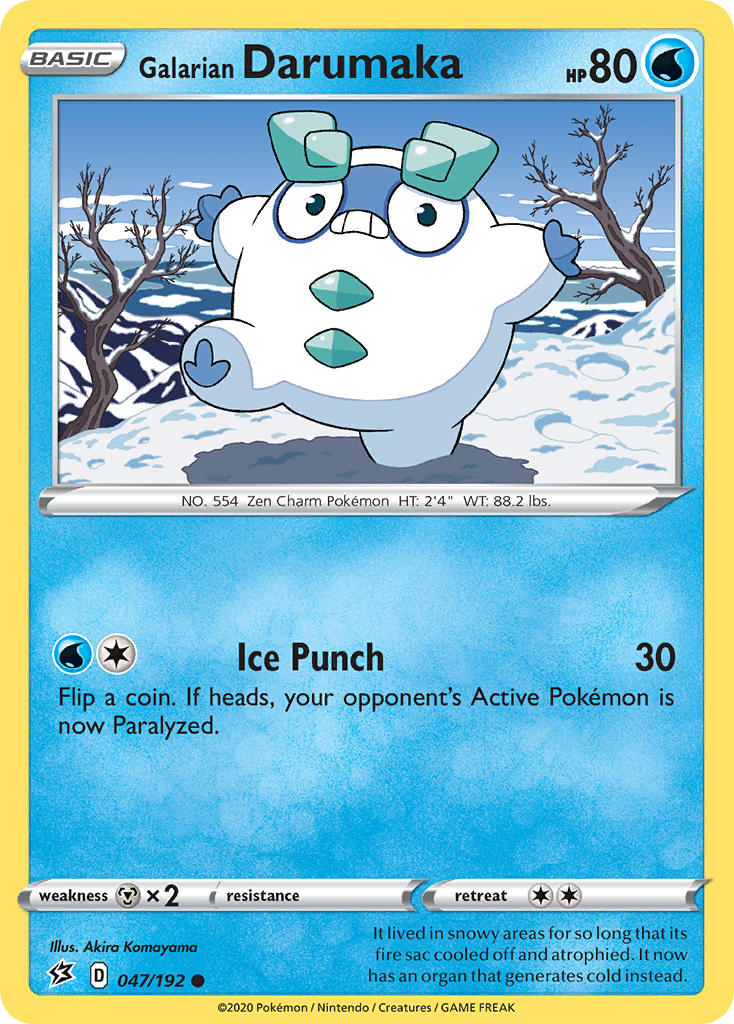 BASIC Galarian Darumaka HP 80
NO. 554 Zen Charm Pokémon HT: 2'4" WT: 88.2 lbs.
Ice Punch 30
Flip a coin. If heads, your opponent's Active Pokémon is
now Paralyzed.
weakness ×2 resistance retreat
It lived in snowy areas for so long that its
fire sac cooled off and atrophied. It now
has an organ that generates cold instead.
Illus. Akira Komayama
D 047/192
©2020 Pokémon / Nintendo / Creatures / GAME FREAK